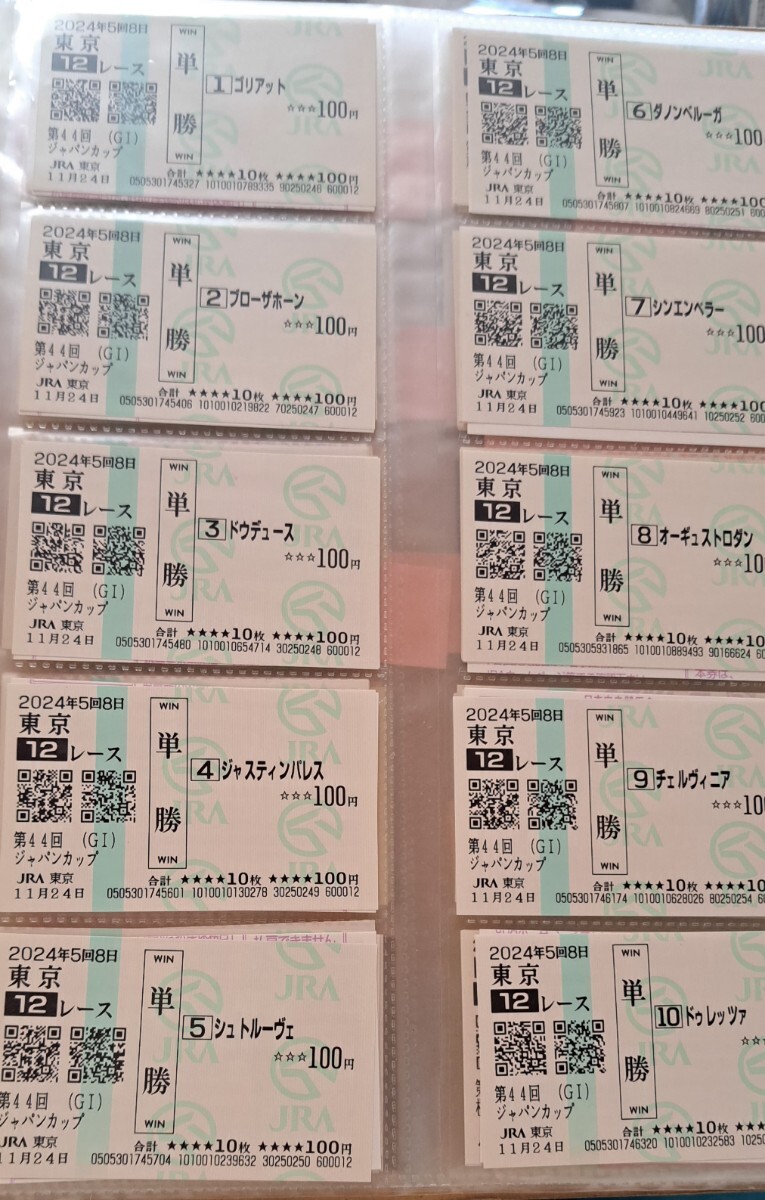 2024年5回8日
東京
12レース
WIN
単勝
WIN
1 ゴリアット
☆☆☆100円
第44回 (GI)
ジャパンカップ
JRA 東京
11月24日
合計 ★★★★10枚 ★★★★100円
0505301745327 1010010789335 90250246 600012
2024年5回8日
東京
12レース
WIN
単勝
WIN
2 ブローザホーン
☆☆☆100円
第44回 (GI)
ジャパンカップ
JRA 東京
11月24日
合計 ★★★★10枚 ★★★★100円
0505301745406 1010010219822 70250247 600012
2024年5回8日
東京
12レース
WIN
単勝
WIN
3 ドウデュース
☆☆☆100円
第44回 (GI)
ジャパンカップ
JRA 東京
11月24日
合計 ★★★★10枚 ★★★★100円
0505301745480 1010010654714 30250248 600012
2024年5回8日
東京
12レース
WIN
単勝
WIN
4 ジャスティンパレス
☆☆☆100円
第44回 (GI)
ジャパンカップ
JRA 東京
11月24日
合計 ★★★★10枚 ★★★★100円
0505301745601 1010010130278 30250249 600012
2024年5回8日
東京
12レース
WIN
単勝
WIN
5 シュトルーヴェ
☆☆☆100円
第44回 (GI)
ジャパンカップ
JRA 東京
11月24日
合計 ★★★★10枚 ★★★★100円
0505301745704 1010010239632 30250250 600012
2024年5回8日
東京
12レース
WIN
単勝
WIN
6 ダノンベルーガ
☆☆☆100
第44回 (GI)
ジャパンカップ
JRA 東京
11月24日
合計 ★★★★10枚 ★★★★100
0505301745807 1010010824669 80250251 600
2024年5回8日
東京
12レース
WIN
単勝
WIN
7 シンエンペラー
☆☆☆100
第44回 (GI)
ジャパンカップ
JRA 東京
11月24日
合計 ★★★★10枚 ★★★★100
0505301745923 1010010449641 10250252 600
2024年5回8日
東京
12レース
WIN
単勝
WIN
8 オーギュストロダン
☆☆☆10
第44回 (GI)
ジャパンカップ
JRA 東京
11月24日
合計 ★★★★10枚 ★★★★10
0505305931865 1010010889493 90166624 60
2024年5回8日
東京
12レース
WIN
単勝
WIN
9 チェルヴィニア
☆☆☆10
第44回 (GI)
ジャパンカップ
JRA 東京
11月24日
合計 ★★★★10枚 ★★★★10
0505301746174 1010010628026 80250254 60
2024年5回8日
東京
12レース
WIN
単勝
WIN
10 ドゥレッツァ
☆☆
第44回 (GI)
ジャパンカップ
JRA 東京
11月24日
合計 ★★★★10枚 ★★★★
0505301746320 1010010232583 10250